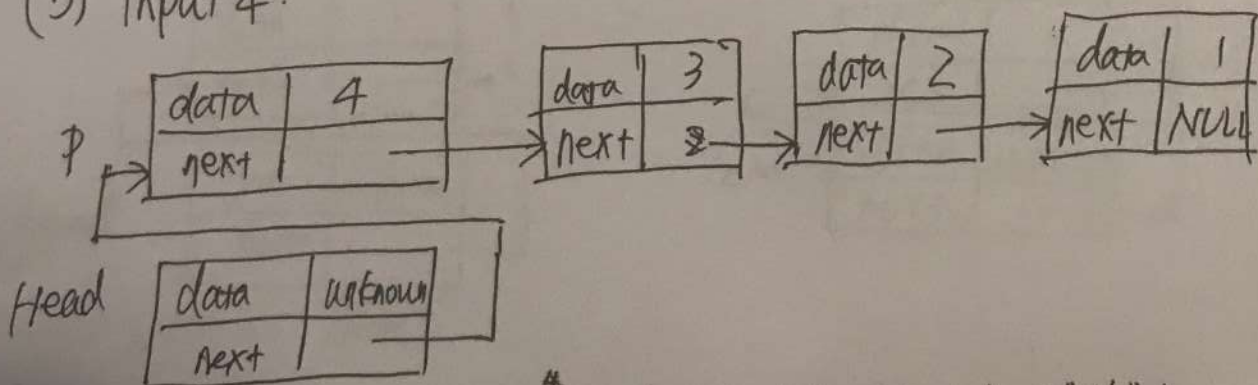 (5) Input 4.
data 4 data 3 data 2 data 1
P next next next next NULL
Head data unknown
next